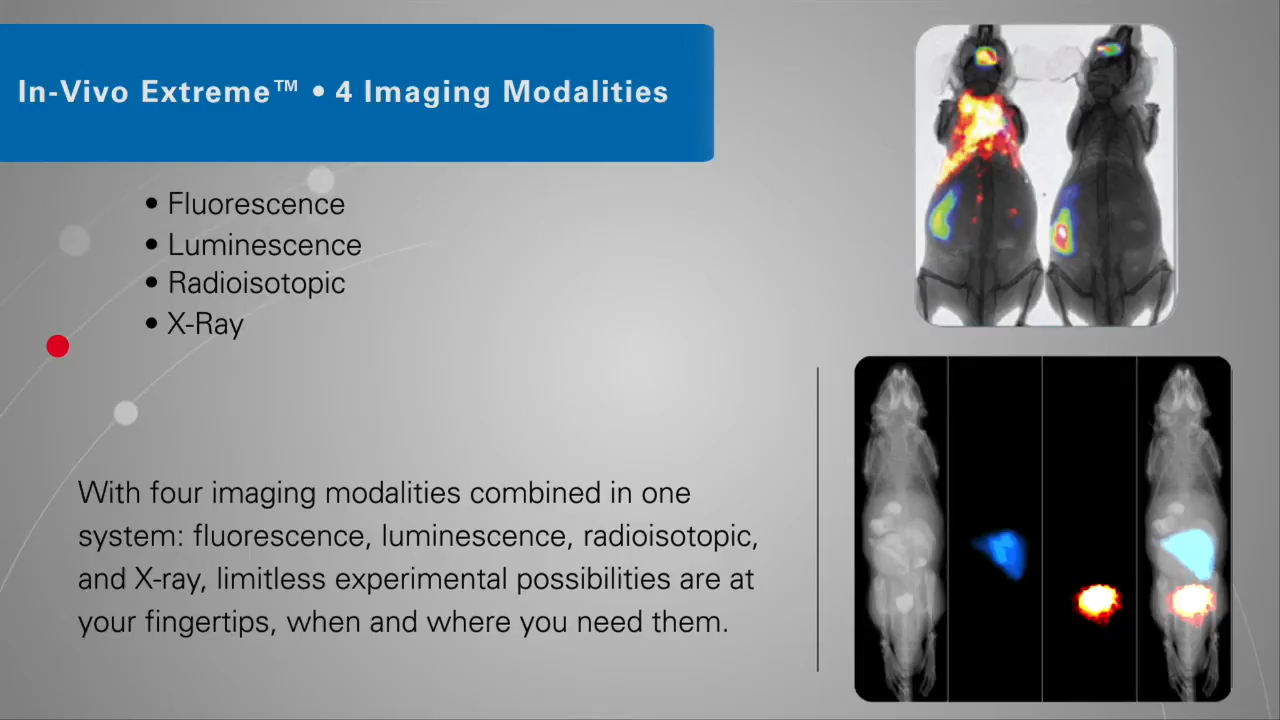 In-Vivo Extreme™ • 4 Imaging Modalities
• Fluorescence
• Luminescence
• Radioisotopic
• X-Ray
With four imaging modalities combined in one
system: fluorescence, luminescence, radioisotopic,
and X-ray, limitless experimental possibilities are at
your fingertips, when and where you need them.